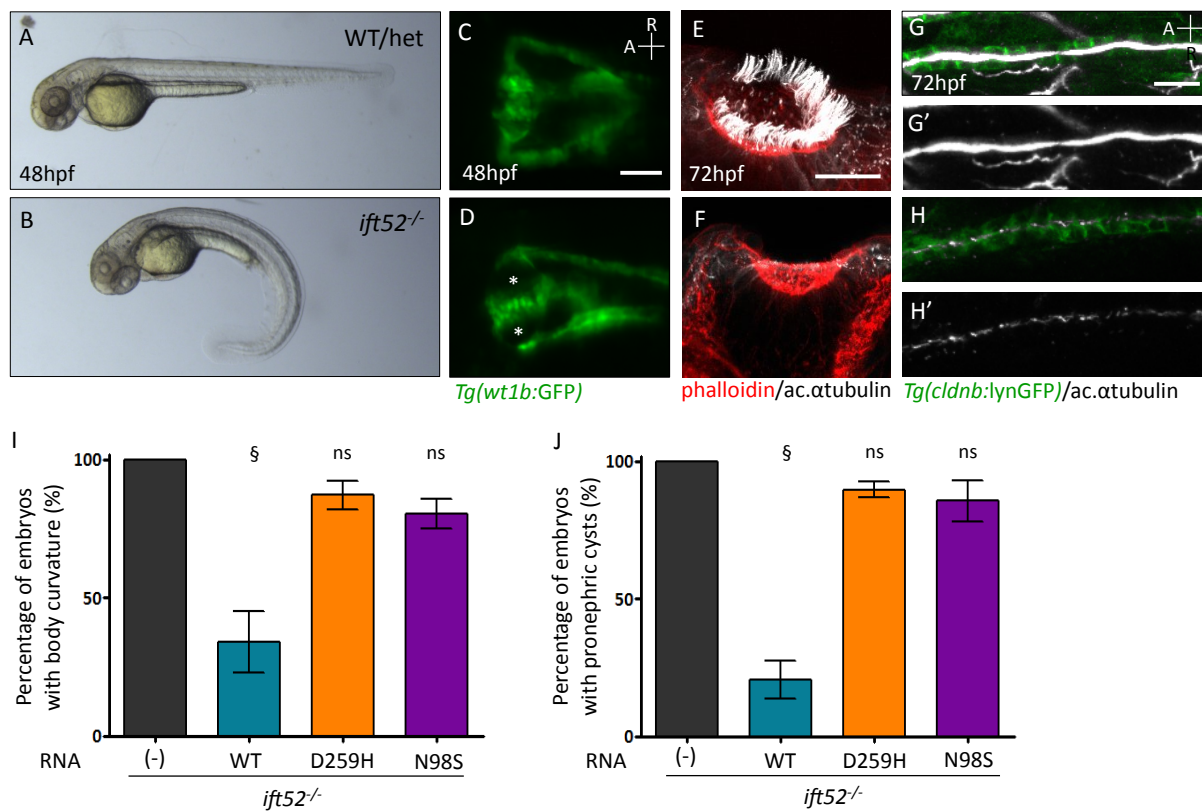 A
WT/het
48hpf
B
ift52-/-
C
R
A
48hpf
D
*
*
Tg(wt1b:GFP)
E
72hpf
F
phalloidin/ac.αtubulin
G
A
R
72hpf
G’
H
H’
Tg(cldnb:lynGFP)/ac.αtubulin
I
Percentage of embryos
with body curvature (%)
100
50
0
§
ns
ns
RNA
(-)
WT
D259H
N98S
ift52-/-
J
Percentage of embryos
with pronephric cysts (%)
100
50
0
§
ns
ns
RNA
(-)
WT
D259H
N98S
ift52-/-